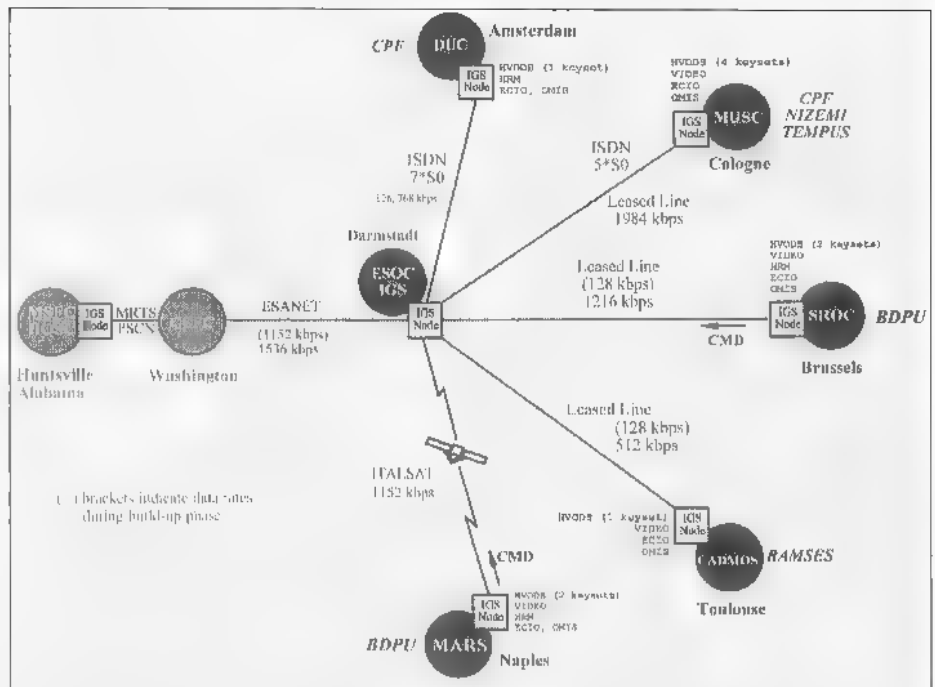 Amsterdam
CPF
DUC
IGS
Node
HVODS (1 keyset)
HRM
ECIO, OMIS
HVODS (4 keysets)
VIDEO
ECIO
OMIS
IGS
Node
MUSC
CPF
NIZEMI
TEMPUS
Cologne
ISDN
7*S0
ISDN
5*S0
Leased Line
1984 kbps
Darmstadt
ESOC
IGS
IGS
Node
Leased Line
(128 kbps)
1216 kbps
HVODS (2 keysets)
VIDEO
HRM
ECIO
OMIS
IGS
Node
SROC
BDPU
CMD
Brussels
IGS
Node
MRTS
PSCN
ESANET
(1152 kbps)
1536 kbps
Huntsville
Alabama
Washington
Leased Line
(128 kbps)
512 kbps
ITALSAT
1152 kbps
( ) brackets indicate data rates
during build-up phase
HVODS (1 keyset)
VIDEO
ECIO
OMIS
IGS
Node
CADMOS
RAMSES
Toulouse
CMD
IGS
Node
HVODS (2 keysets)
VIDEO
HRM
ECIO, OMIS
BDPU
MARS
Naples